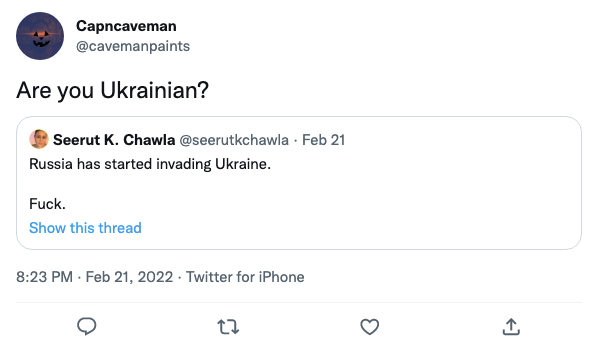 Capncaveman
@cavemanpaints
Are you Ukrainian?
Seerut K. Chawla @seerutkchawla · Feb 21
Russia has started invading Ukraine.
Fuck.
Show this thread
8:23 PM · Feb 21, 2022 · Twitter for iPhone